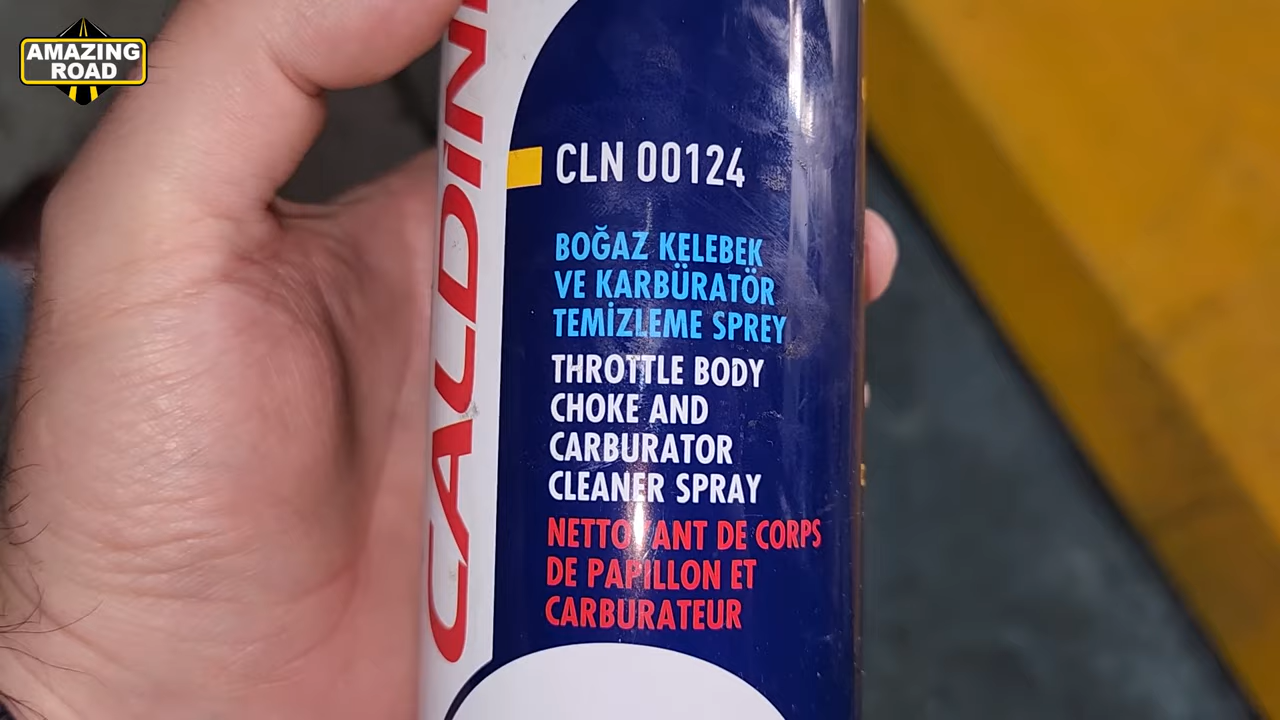 AMAZING
ROAD
CLN 00124
BOĞAZ KELEBEK
VE KARBÜRATÖR
TEMİZLEME SPREY
THROTTLE BODY
CHOKE AND
CARBURATOR
CLEANER SPRAY
NETTOYANT DE CORPS
DE PAPILLON ET
CARBURATEUR